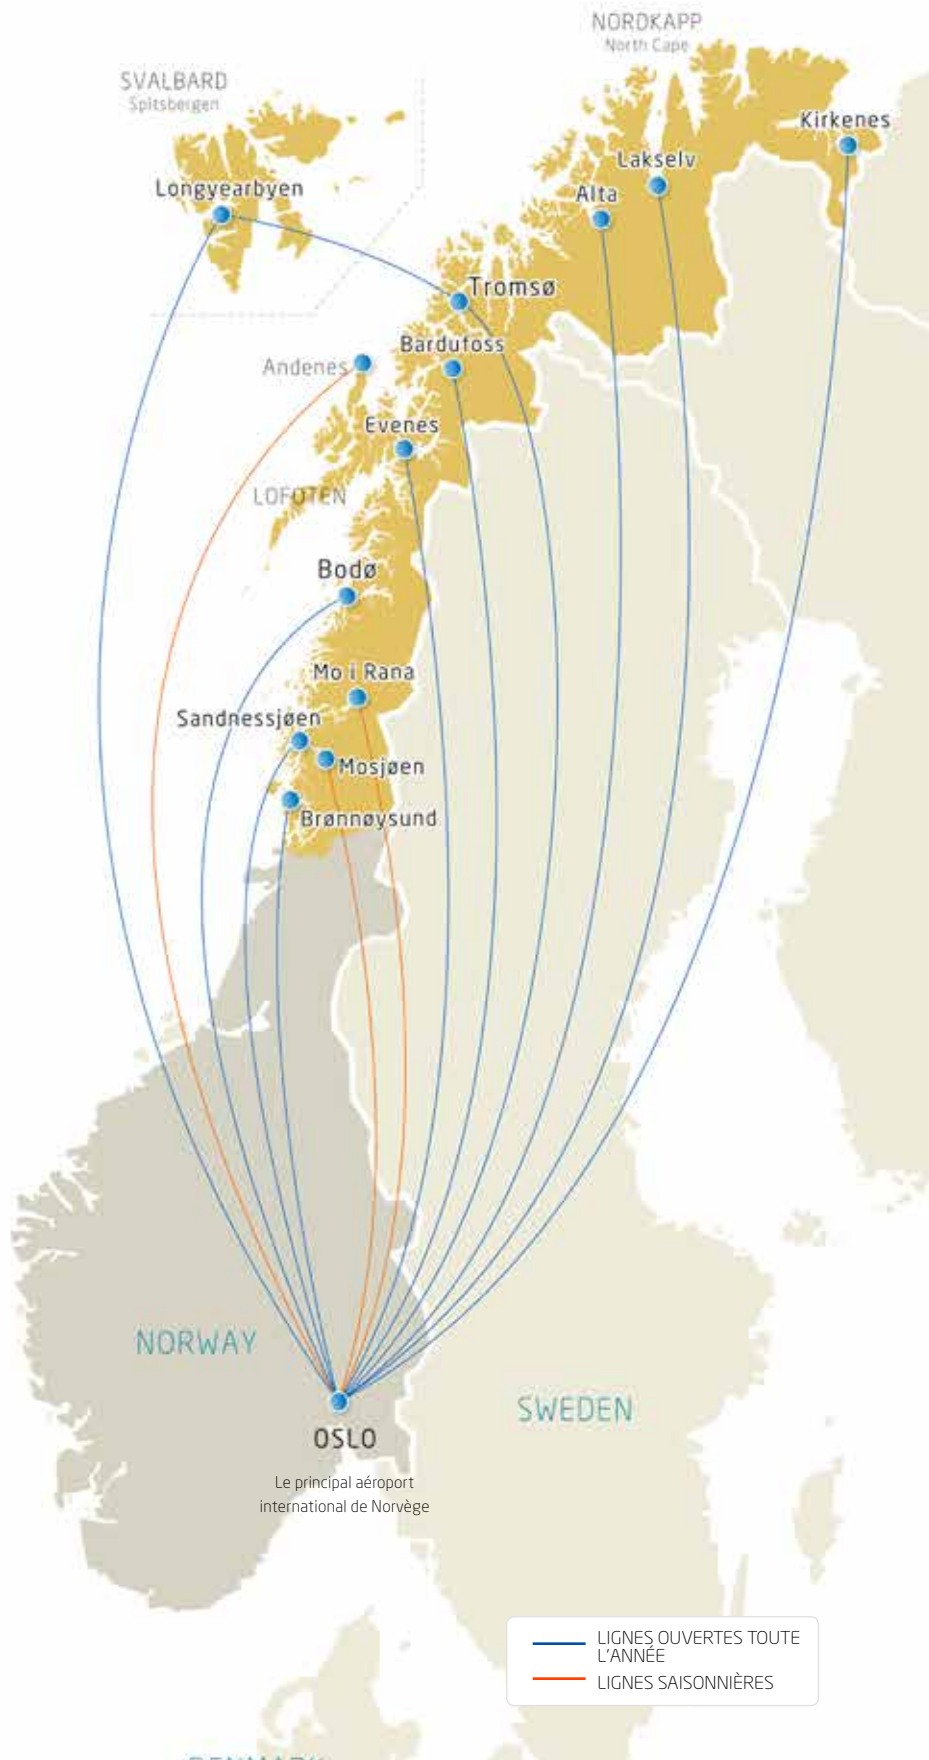 NORDKAPP
North Cape
SVALBARD
Spitsbergen
Kirkenes
Lakselv
Longyearbyen
Alta
Tromsø
Bardufoss
Andenes
Evenes
LOFOTEN
Bodø
Mo i Rana
Sandnessjøen
Mosjøen
Brønnøysund
NORWAY
SWEDEN
OSLO
Le principal aéroport
international de Norvège
LIGNES OUVERTES TOUTE
L'ANNÉE
LIGNES SAISONNIÈRES